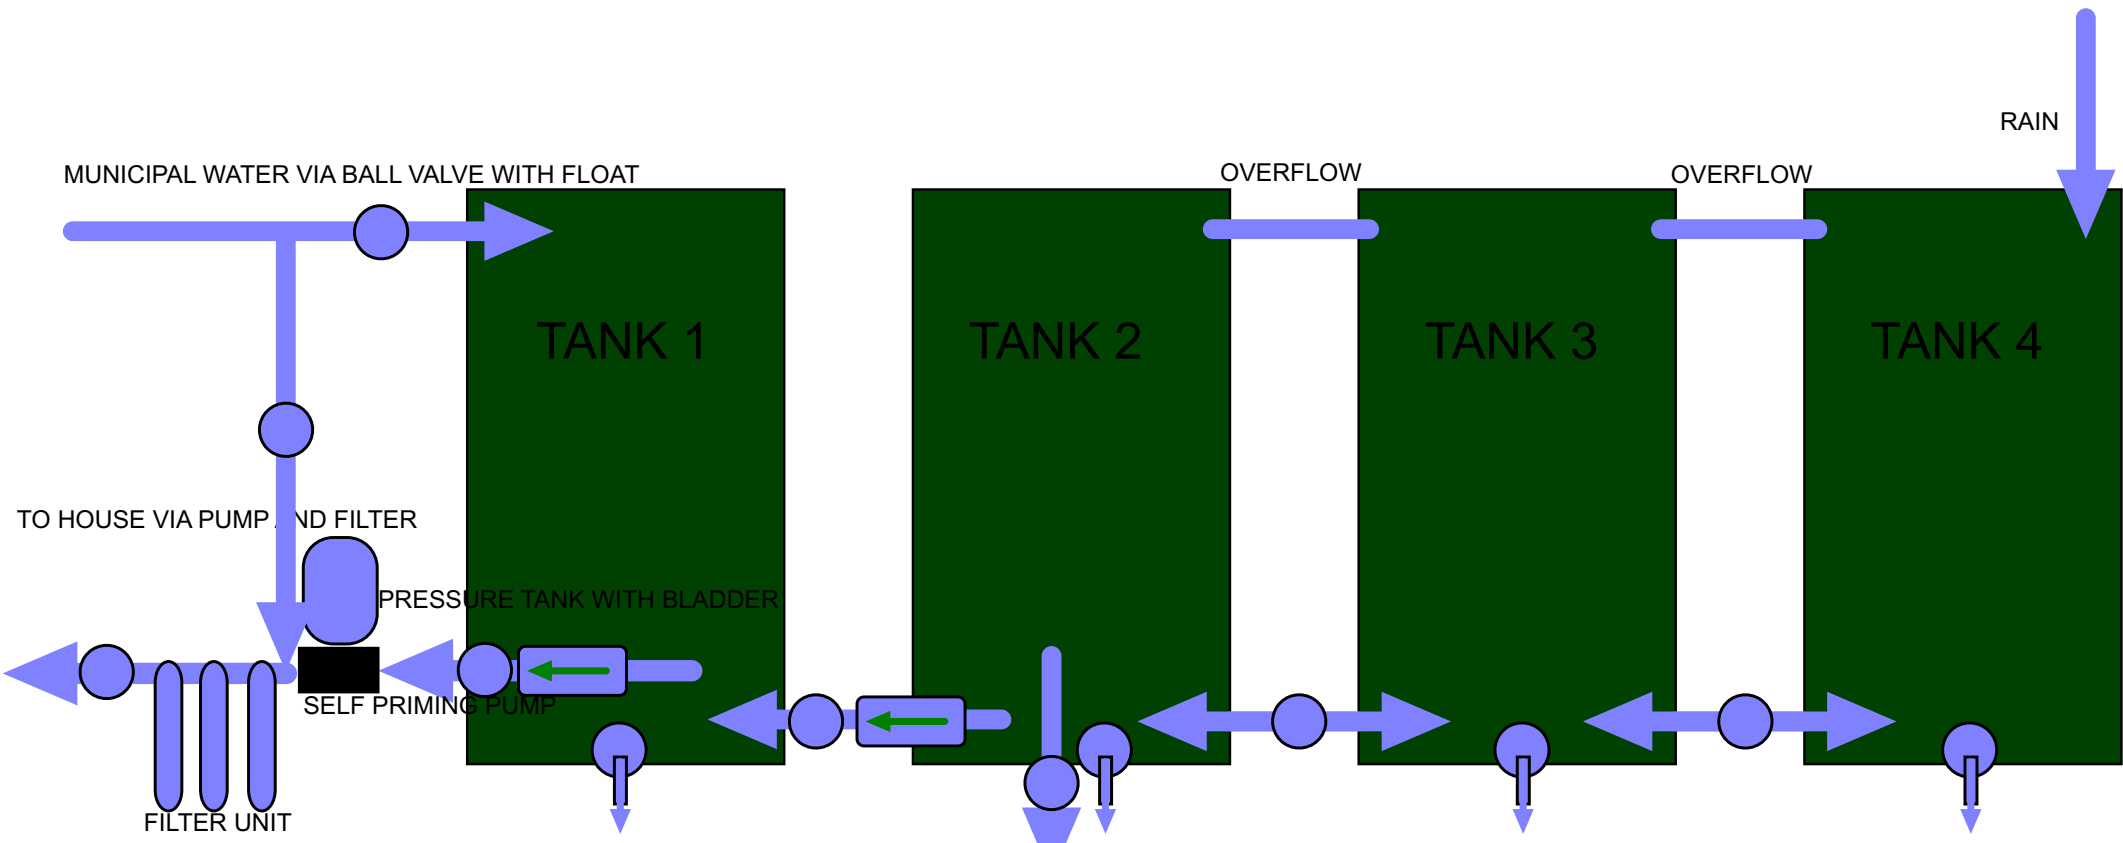 RAIN
MUNICIPAL WATER VIA BALL VALVE WITH FLOAT
OVERFLOW
OVERFLOW
TANK 1
TANK 2
TANK 3
TANK 4
TO HOUSE VIA PUMP AND FILTER
PRESSURE TANK WITH BLADDER
SELF PRIMING PUMP
FILTER UNIT